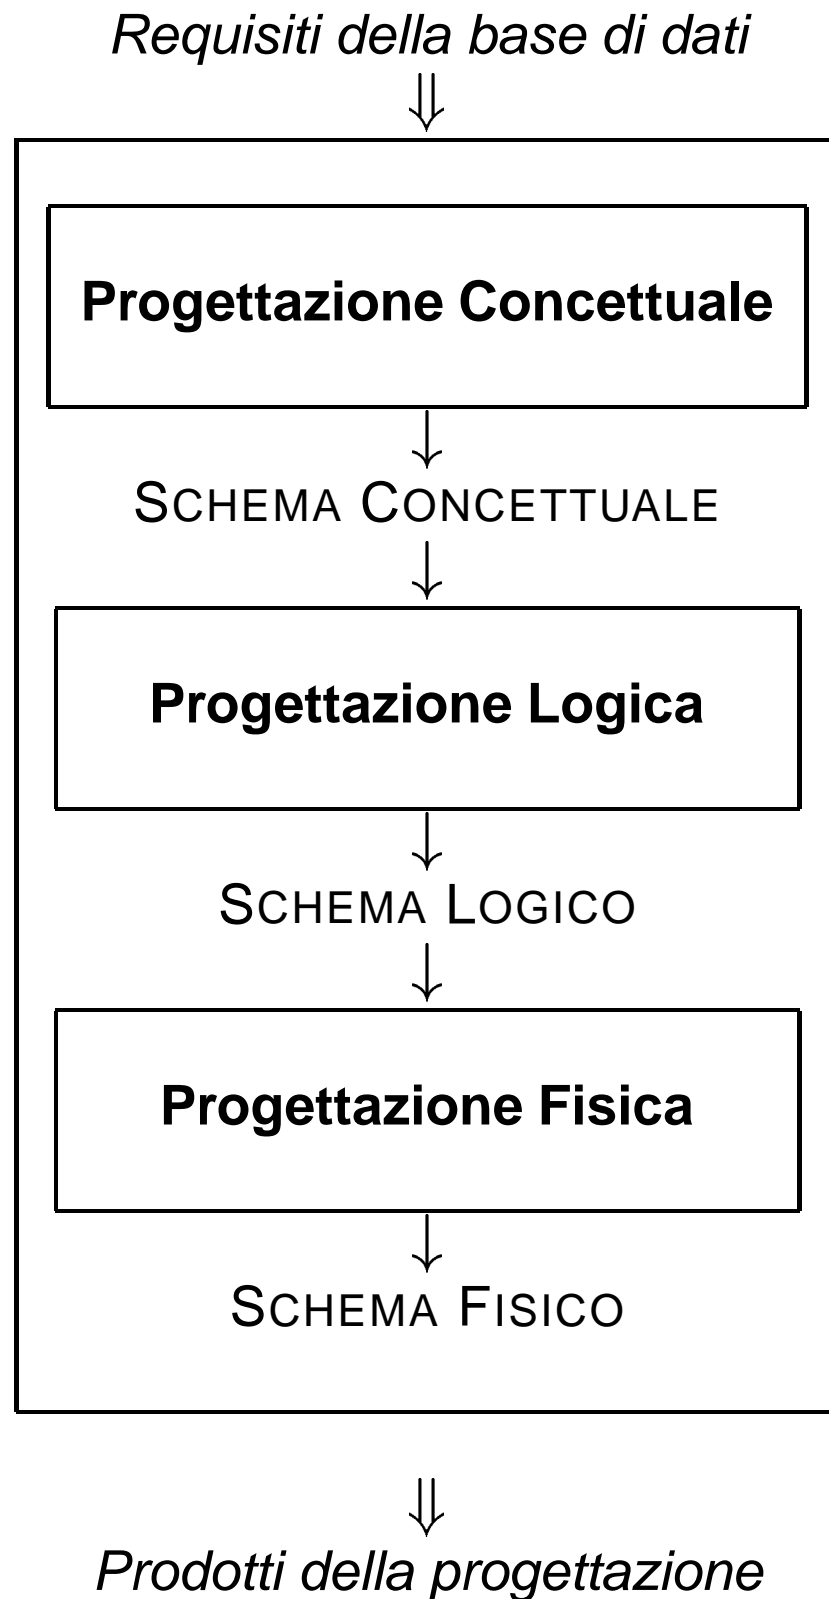 Requisiti della base di dati
Progettazione Concettuale
SCHEMA CONCETTUALE
Progettazione Logica
SCHEMA LOGICO
Progettazione Fisica
SCHEMA FISICO
Prodotti della progettazione